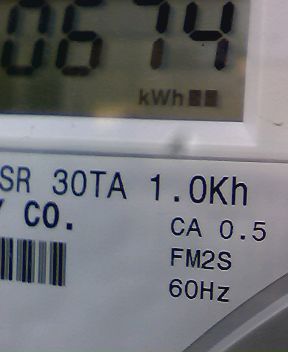 0674
kWh
SR 30TA 1.0Kh
Y CO.
CA 0.5
FM2S
60Hz